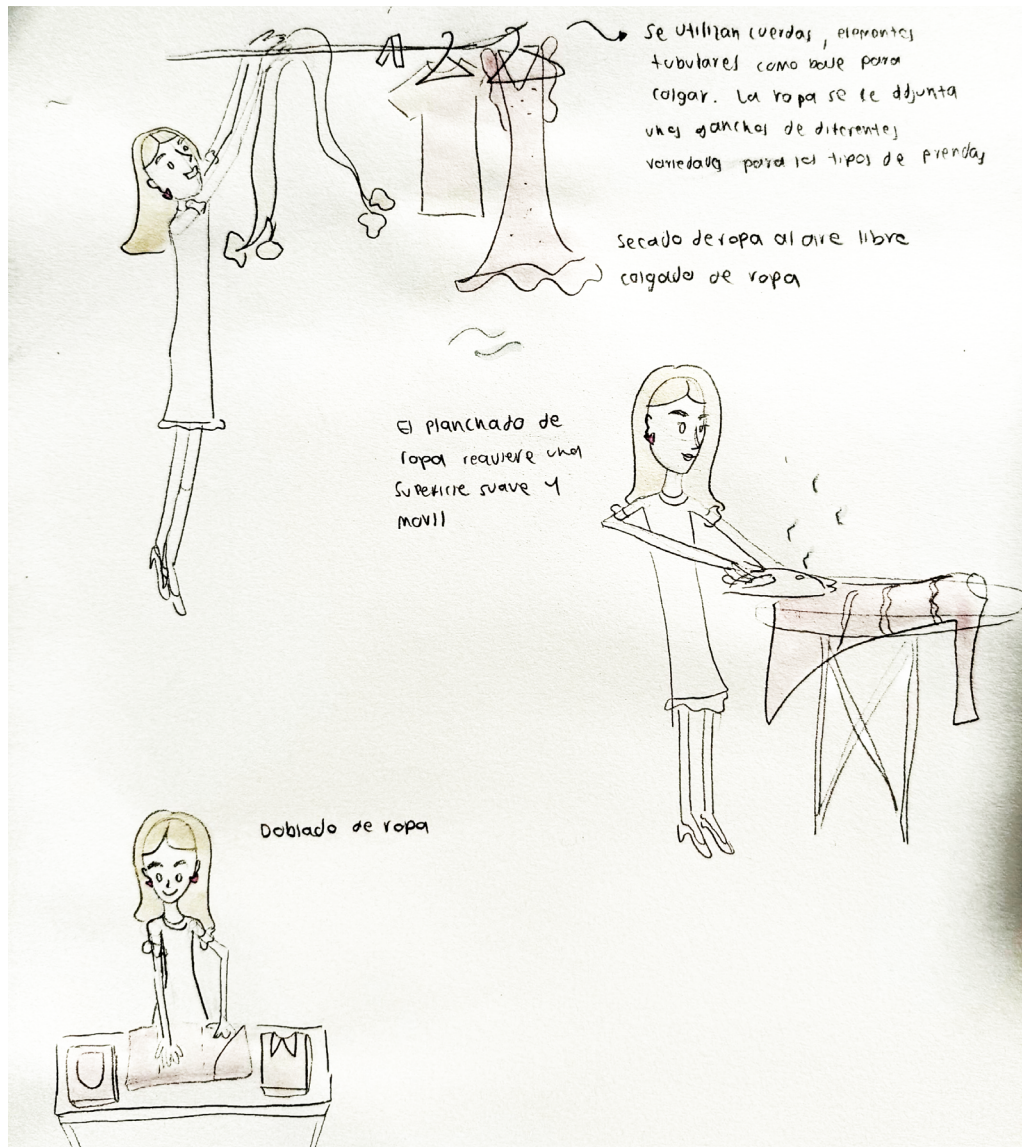 Se utilizan cuerdas, elementos
tubulares como base para
colgar. La ropa se le adjunta
unos ganchos de diferentes
variedades para los tipos de prendas
Secado de ropa al aire libre
colgado de ropa
El planchado de
ropa requiere una
superficie suave y
movil
Doblado de ropa